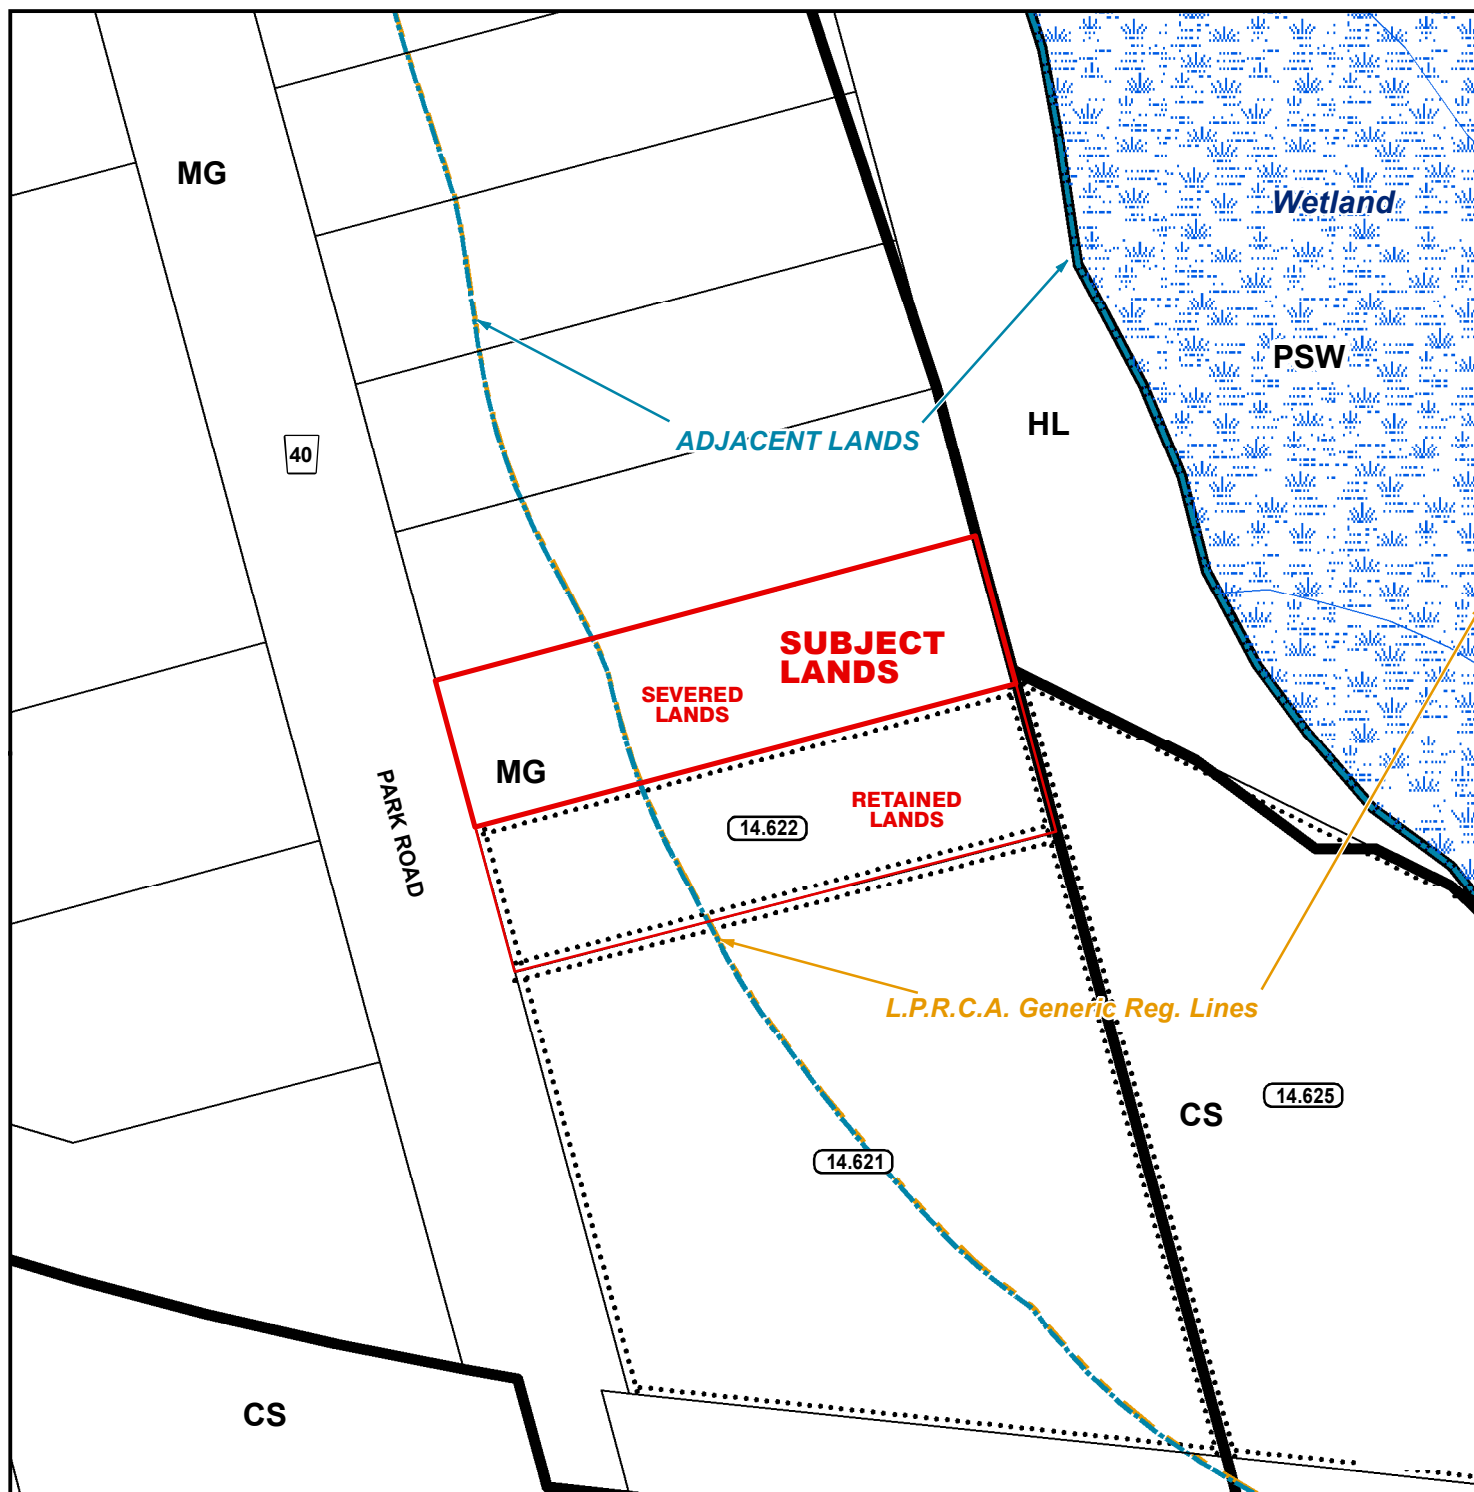 MG
Wetland
PSW
HL
ADJACENT LANDS
40
SUBJECT
LANDS
SEVERED
LANDS
MG
PARK ROAD
RETAINED
LANDS
14.622
L.P.R.C.A. Generic Reg. Lines
14.625
CS
14.621
CS